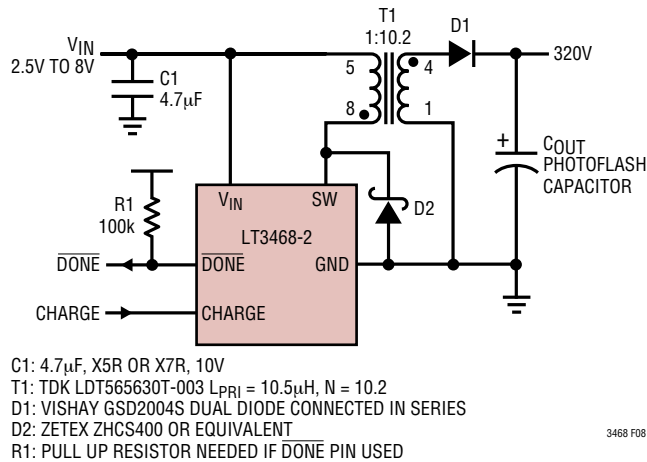 T1
1:10.2
D1
VIN
2.5V TO 8V
5
4
320V
C1
4.7µF
8
1
+
COUT
PHOTOFLASH
CAPACITOR
R1
100k
VIN
SW
D2
LT3468-2
DONE
DONE
GND
CHARGE
CHARGE
C1: 4.7µF, X5R OR X7R, 10V
T1: TDK LDT565630T-003 LPRI = 10.5µH, N = 10.2
D1: VISHAY GSD2004S DUAL DIODE CONNECTED IN SERIES
D2: ZETEX ZHCS400 OR EQUIVALENT
R1: PULL UP RESISTOR NEEDED IF DONE PIN USED
3468 F08